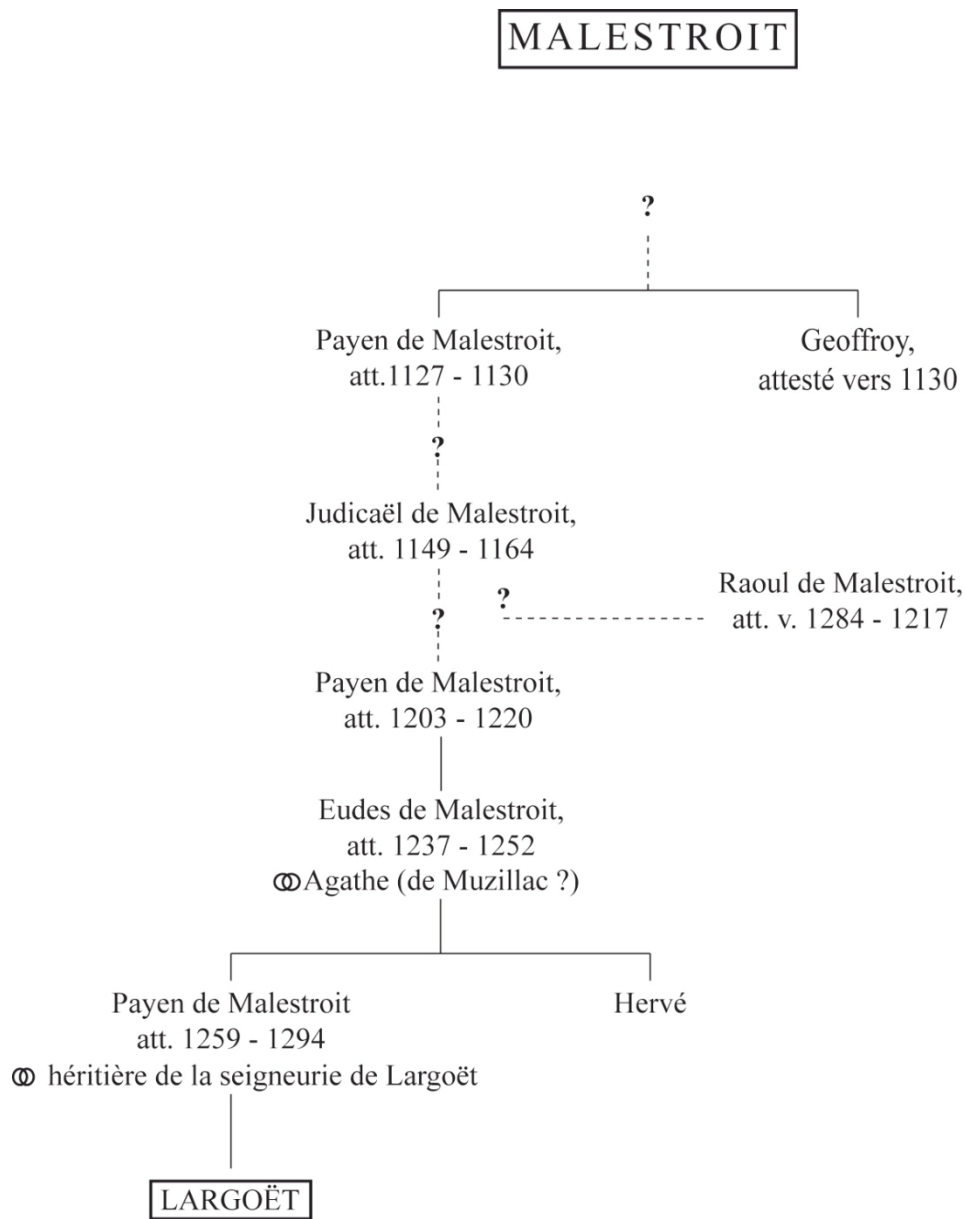 MALESTROIT
?
Payen de Malestroit,
att.1127 - 1130
Geoffroy,
attesté vers 1130
?
Judicaël de Malestroit,
att. 1149 - 1164
?
Raoul de Malestroit,
att. v. 1284 - 1217
?
Payen de Malestroit,
att. 1203 - 1220
Eudes de Malestroit,
att. 1237 - 1252
Agathe (de Muzillac ?)
Payen de Malestroit
att. 1259 - 1294
héritière de la seigneurie de Largoët
Hervé
LARGOËT